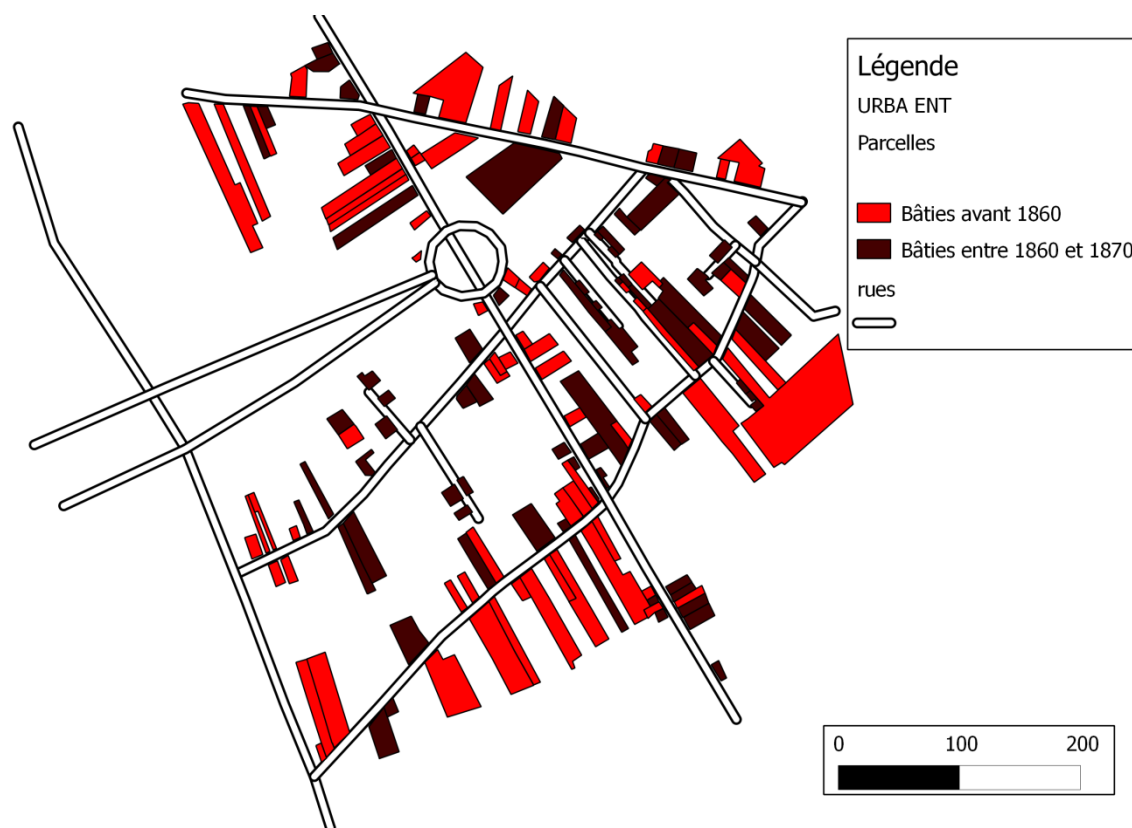 Légende
URBA ENT
Parcelles
Bâties avant 1860
Bâties entre 1860 et 1870
rues
0 100 200